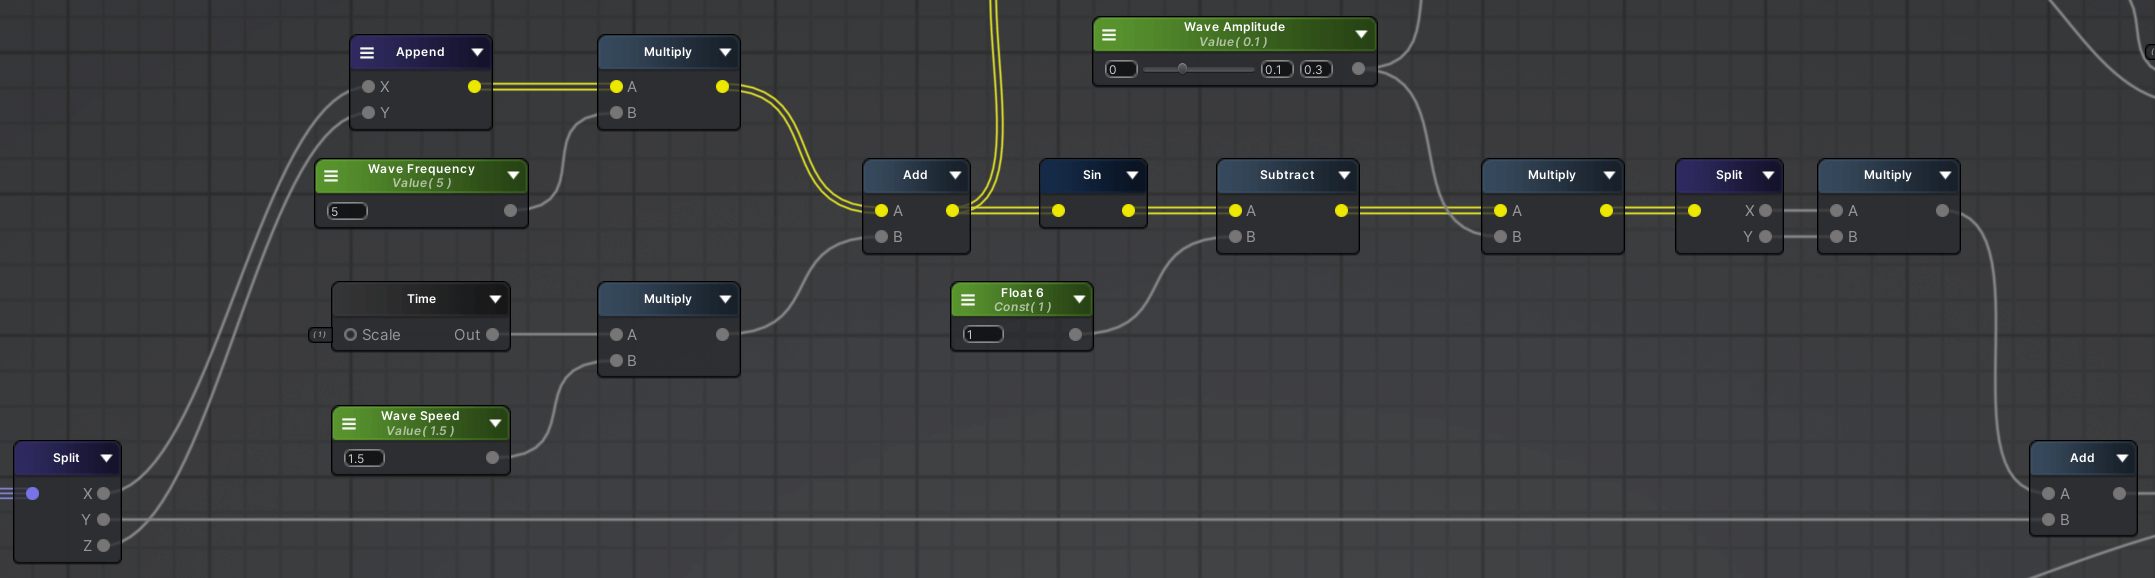 Append
X
Y
Multiply
A
B
Wave Frequency
Value( 5 )
5
Time
(1)
Scale
Out
Multiply
A
B
Wave Speed
Value( 1.5 )
1.5
Split
X
Y
Z
Add
A
B
Sin
Wave Amplitude
Value( 0.1 )
0
0.1
0.3
Subtract
A
B
Float 6
Const( 1 )
1
Multiply
A
B
Split
X
Y
Multiply
A
B
Add
A
B